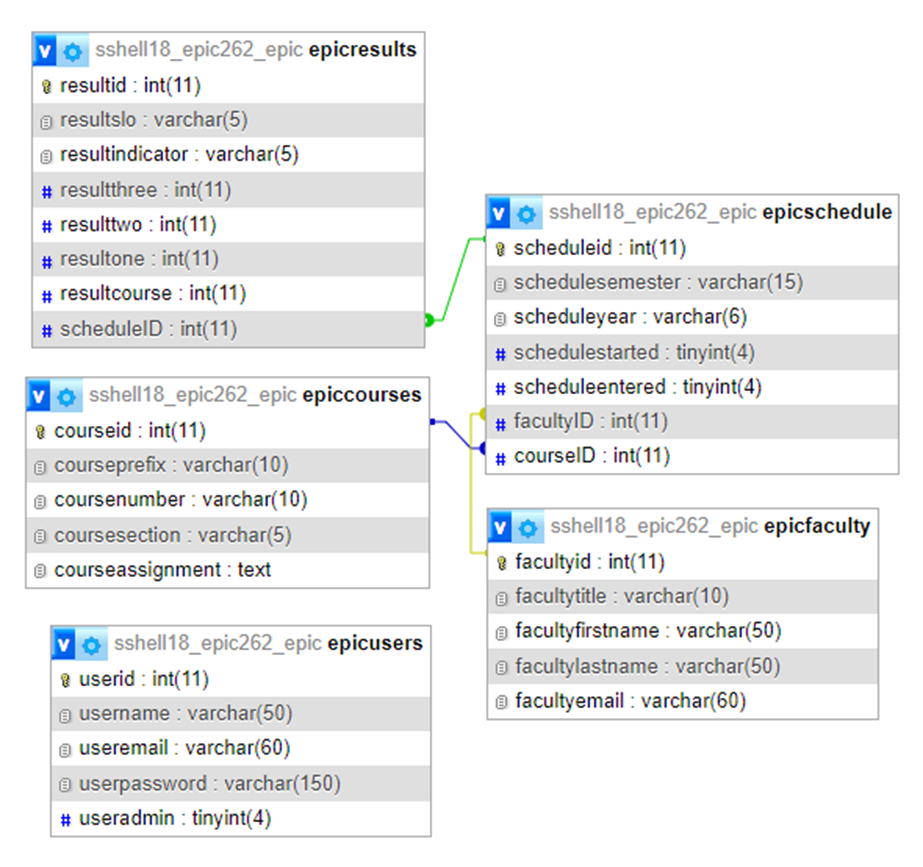 v sshell18_epic262_epic epicresults
resultid : int(11)
resultslo : varchar(5)
resultindicator : varchar(5)
# resultthree : int(11)
# resulttwo : int(11)
# resultone : int(11)
# resultcourse : int(11)
# scheduleID : int(11)
v sshell18_epic262_epic epicschedule
scheduleid : int(11)
schedulesemester : varchar(15)
scheduleyear : varchar(6)
# schedulestarted : tinyint(4)
# scheduleentered : tinyint(4)
# facultyID : int(11)
# courseID : int(11)
v sshell18_epic262_epic epiccourses
courseid : int(11)
courseprefix : varchar(10)
coursenumber : varchar(10)
coursesection : varchar(5)
courseassignment : text
v sshell18_epic262_epic epicfaculty
facultyid : int(11)
facultytitle : varchar(10)
facultyfirstname : varchar(50)
facultylastname : varchar(50)
facultyemail : varchar(60)
v sshell18_epic262_epic epicusers
userid : int(11)
username : varchar(50)
useremail : varchar(60)
userpassword : varchar(150)
# useradmin : tinyint(4)